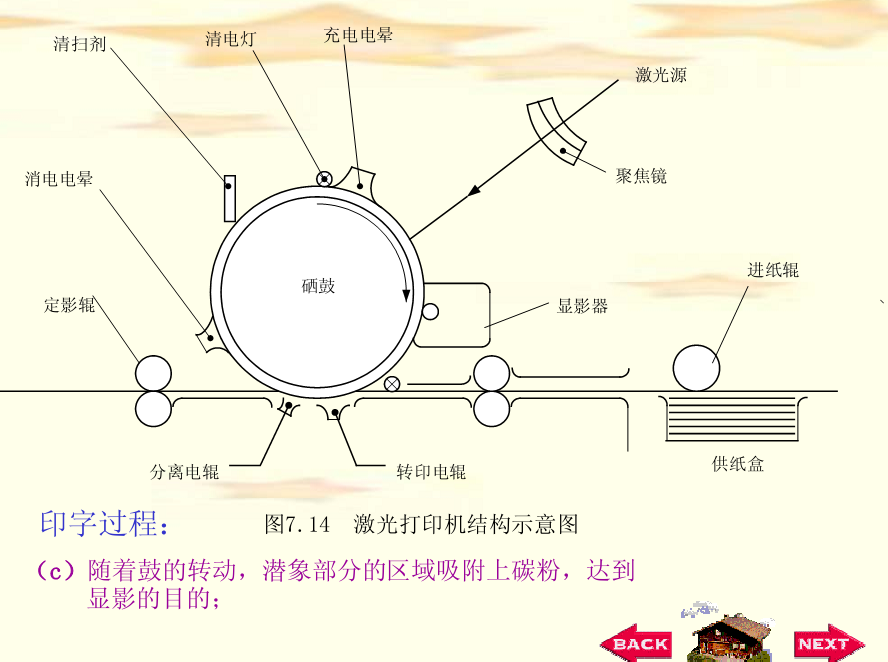 清扫剂
清电灯
充电电晕
激光源
聚焦镜
消电电晕
进纸辊
硒鼓
定影辊
显影器
分离电辊
转印电辊
供纸盒
印字过程:
图7.14 激光打印机结构示意图
(c)随着鼓的转动，潜象部分的区域吸附上碳粉，达到
显影的目的；
BACK
NEXT